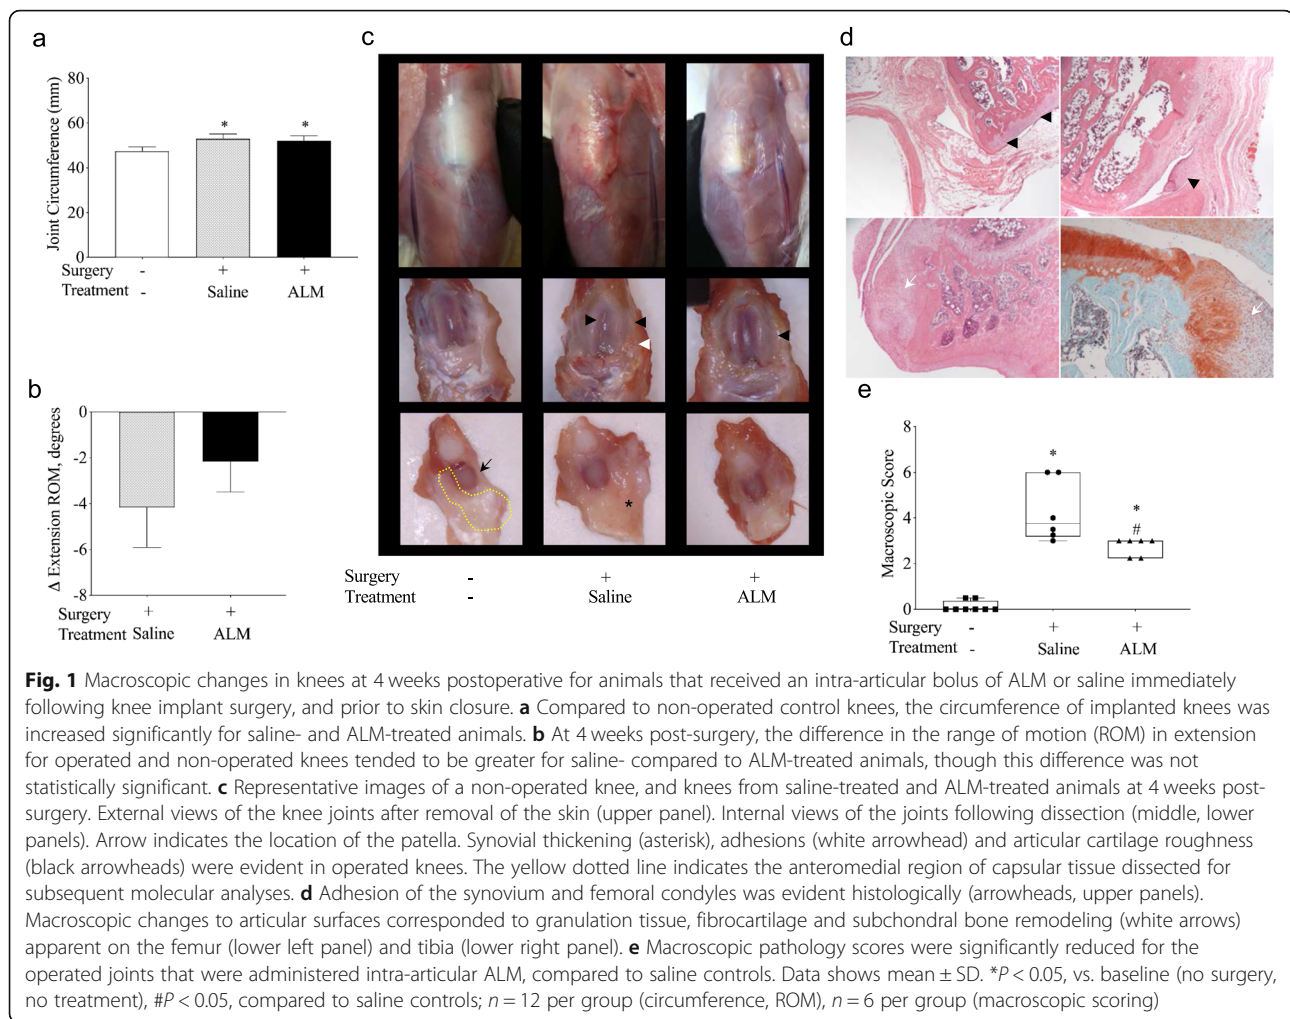 a
Joint Circumference (mm)
80
60
40
20
0
*
*
Surgery - + +
Treatment - Saline ALM
b
Δ Extension ROM, degrees
0
-2
-4
-6
-8
Surgery + +
Treatment Saline ALM
c
*
Surgery - + +
Treatment - Saline ALM
d
e
Macroscopic Score
8
6
4
2
0
*
*
#
Surgery - + +
Treatment - Saline ALM
Fig. 1 Macroscopic changes in knees at 4 weeks postoperative for animals that received an intra-articular bolus of ALM or saline immediately
following knee implant surgery, and prior to skin closure. a Compared to non-operated control knees, the circumference of implanted knees was
increased significantly for saline- and ALM-treated animals. b At 4 weeks post-surgery, the difference in the range of motion (ROM) in extension
for operated and non-operated knees tended to be greater for saline- compared to ALM-treated animals, though this difference was not
statistically significant. c Representative images of a non-operated knee, and knees from saline-treated and ALM-treated animals at 4 weeks post-
surgery. External views of the knee joints after removal of the skin (upper panel). Internal views of the joints following dissection (middle, lower
panels). Arrow indicates the location of the patella. Synovial thickening (asterisk), adhesions (white arrowhead) and articular cartilage roughness
(black arrowheads) were evident in operated knees. The yellow dotted line indicates the anteromedial region of capsular tissue dissected for
subsequent molecular analyses. d Adhesion of the synovium and femoral condyles was evident histologically (arrowheads, upper panels).
Macroscopic changes to articular surfaces corresponded to granulation tissue, fibrocartilage and subchondral bone remodeling (white arrows)
apparent on the femur (lower left panel) and tibia (lower right panel). e Macroscopic pathology scores were significantly reduced for the
operated joints that were administered intra-articular ALM, compared to saline controls. Data shows mean ± SD. *P < 0.05, vs. baseline (no surgery,
no treatment), #P < 0.05, compared to saline controls; n = 12 per group (circumference, ROM), n = 6 per group (macroscopic scoring)